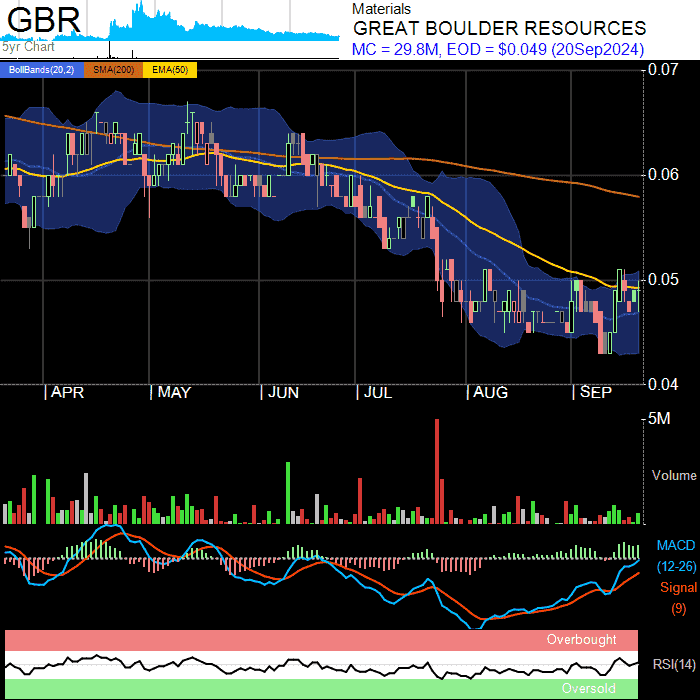 GBR
5yr Chart
Materials
GREAT BOULDER RESOURCES
MC = 29.8M, EOD = $0.049 (20Sep2024)
BollBands(20,2) SMA(200) EMA(50)
0.07
0.06
0.05
0.04
APR MAY JUN JUL AUG SEP
5M
Volume
MACD
(12-26)
Signal
(9)
Overbought
RSI(14)
Oversold